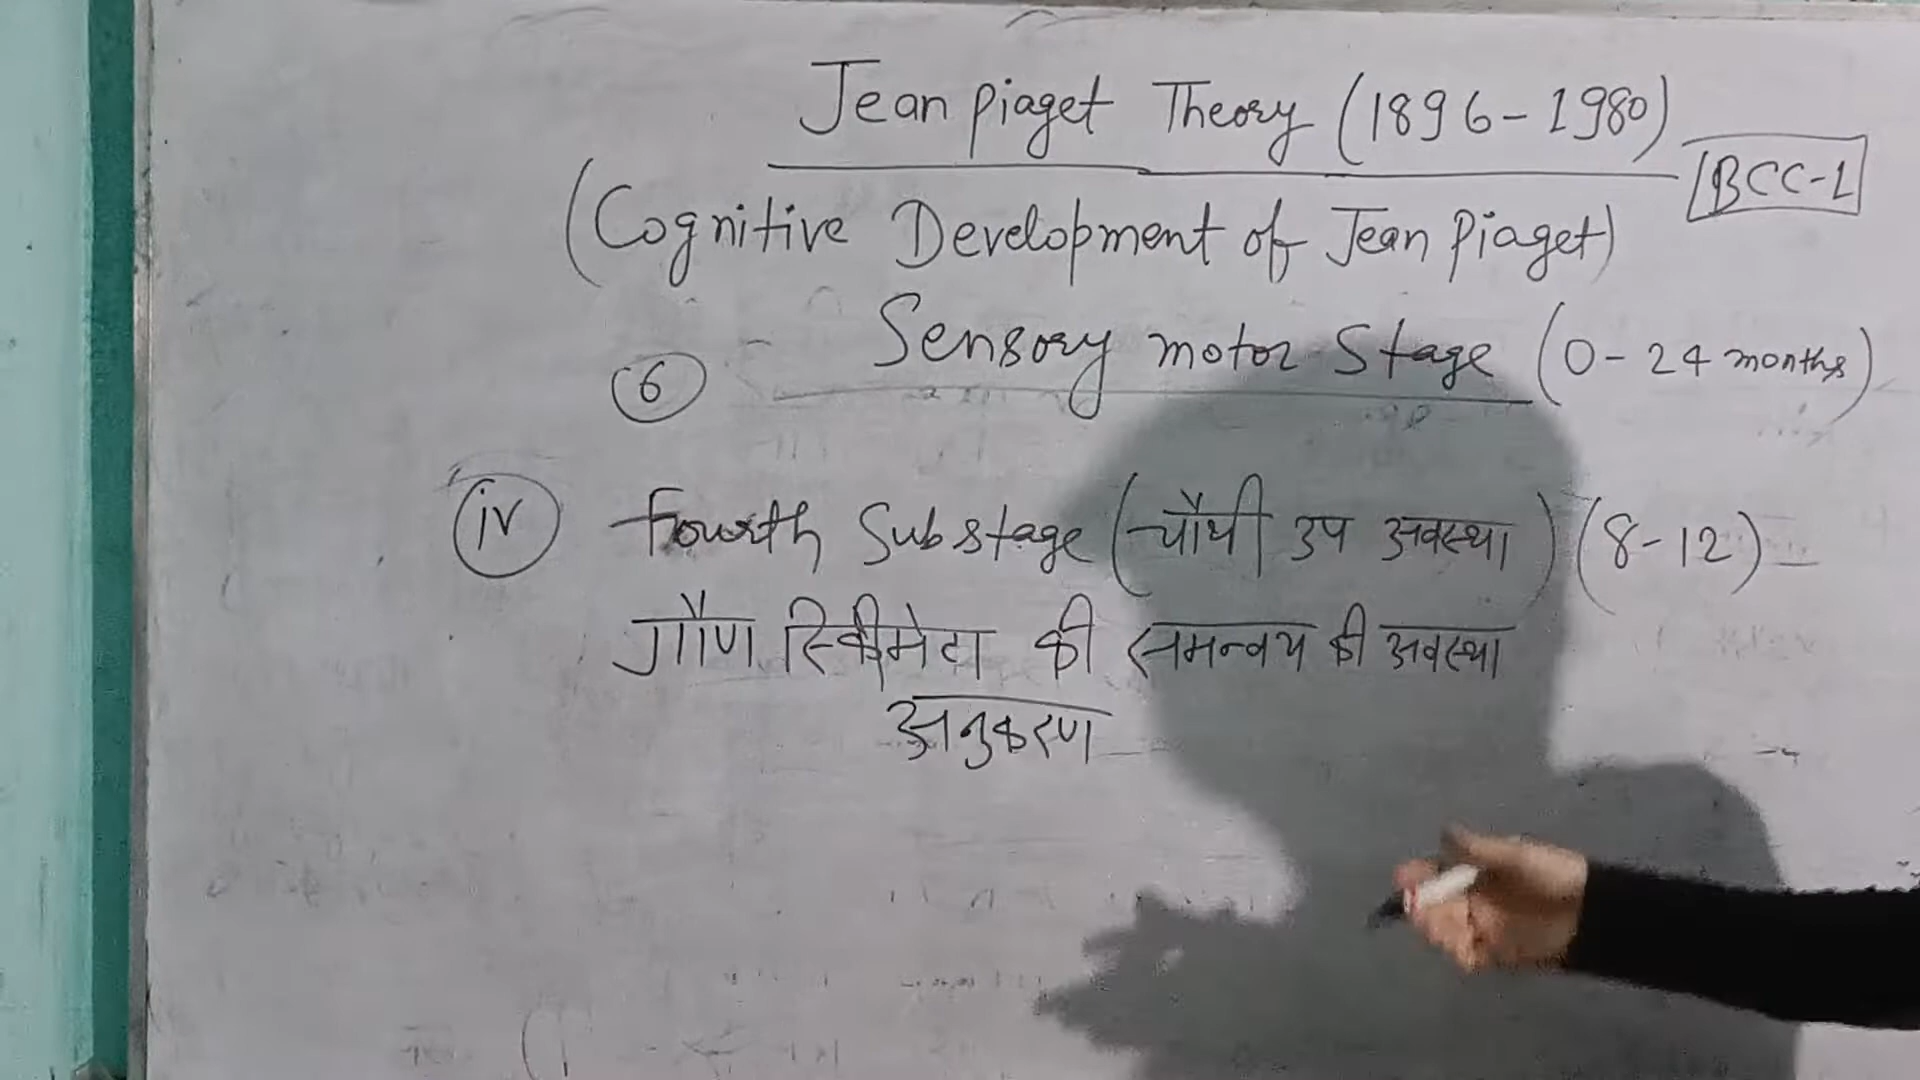 Jean Piaget Theory (1896-1980)
BCC-1
(Cognitive Development of Jean Piaget)
6 Sensory motor Stage (0-24 months)
iv Fourth Substage (चौथी उप अवस्था) (8-12)
गौण स्किीमेटा की समन्वय की अवस्था
अनुकरण